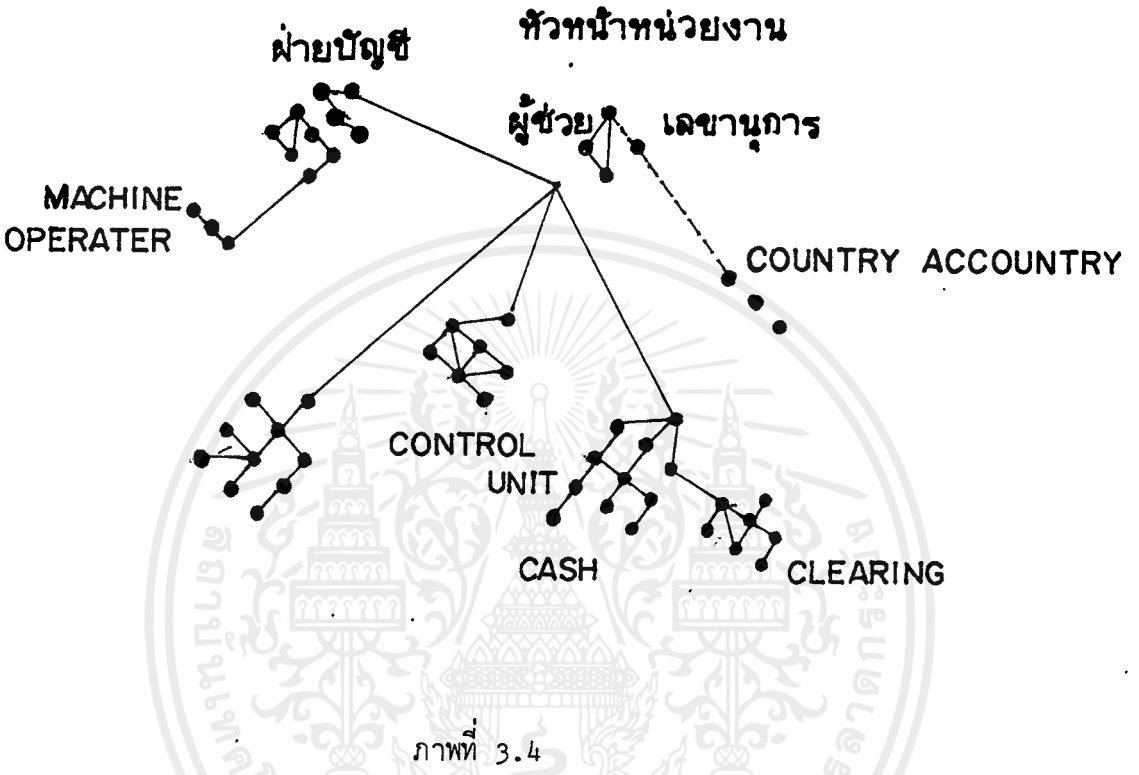 หัวหน้าหน่วยงาน
ฝ่ายบัญชี
ผู้ช่วย เลขานุการ
MACHINE
OPERATER
COUNTRY ACCOUNTRY
CONTROL
UNIT
CASH
CLEARING
ภาพที่ 3.4